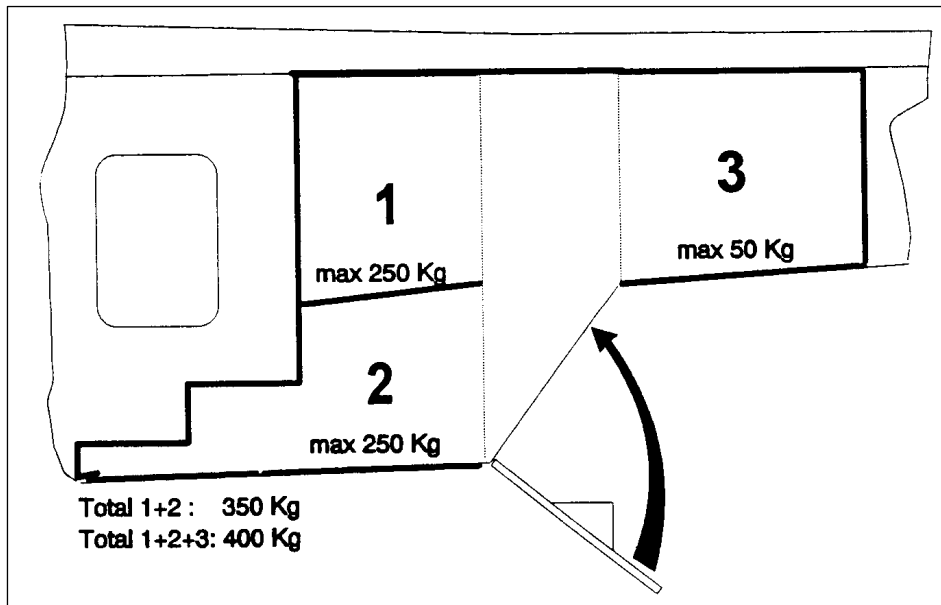 1
max 250 Kg
3
max 50 Kg
2
max 250 Kg
Total 1+2 : 350 Kg
Total 1+2+3: 400 Kg